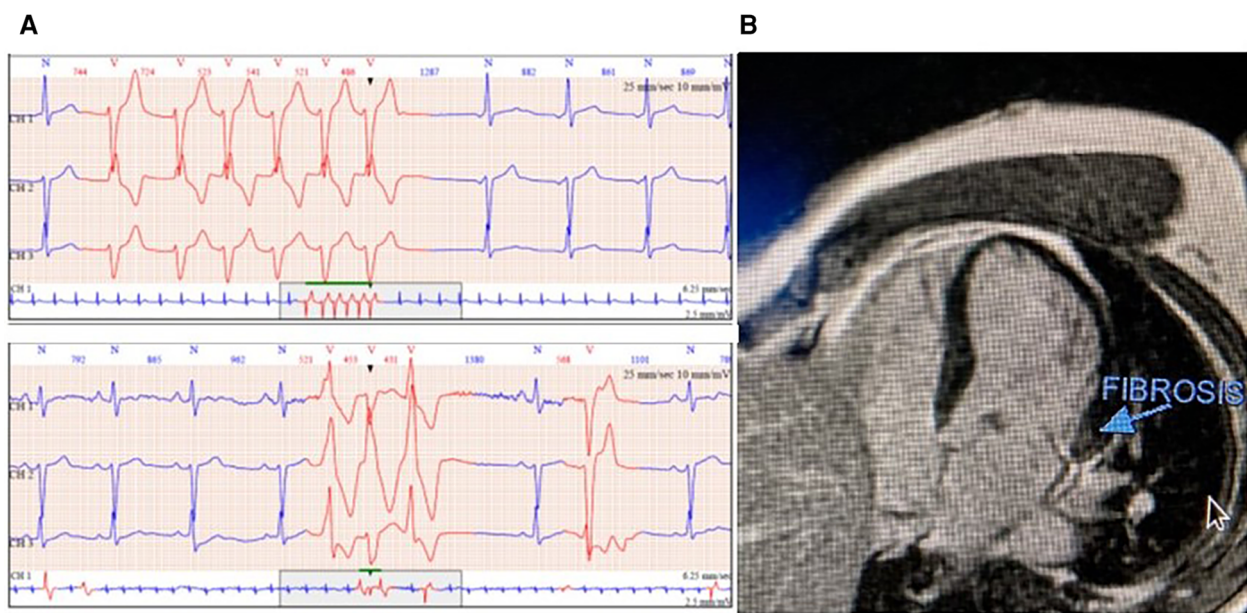 A
B
N V V V V V V N N N N
744 724 523 541 521 486 1287 882 861 869
25 mm/sec 10 mm/mV
CH 1
CH 2
CH 3
CH 1
6.25 mm/sec
2.5 mm/mV
N N N N V V V N V N
792 885 962 521 453 431 1380 568 1101
25 mm/sec 10 mm/mV
CH 1
CH 2
CH 3
CH 1
6.25 mm/sec
2.5 mm/mV
FIBROSIS